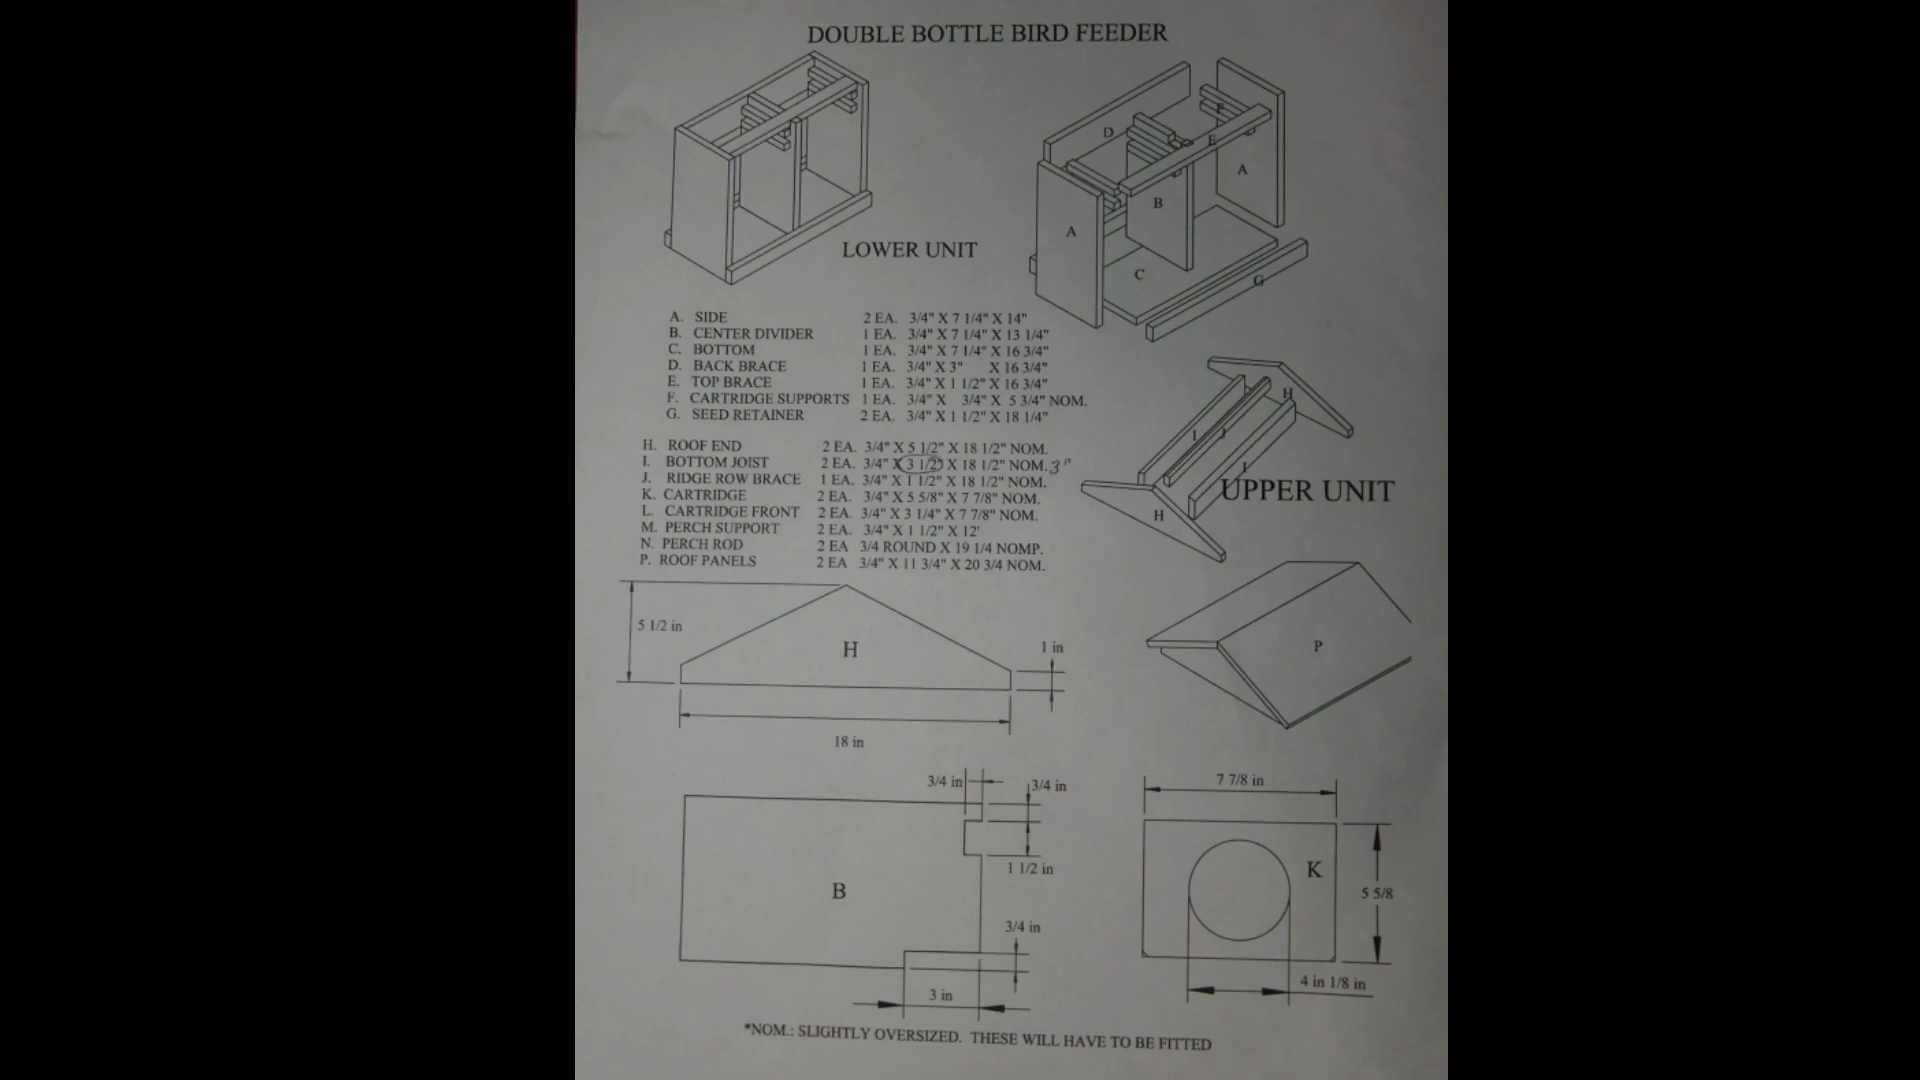 DOUBLE BOTTLE BIRD FEEDER
D
F
E
A
B
A
C
G
LOWER UNIT
A. SIDE 2 EA. 3/4" X 7 1/4" X 14"
B. CENTER DIVIDER 1 EA. 3/4" X 7 1/4" X 13 1/4"
C. BOTTOM 1 EA. 3/4" X 7 1/4" X 16 3/4"
D. BACK BRACE 1 EA. 3/4" X 3" X 16 3/4"
E. TOP BRACE 1 EA. 3/4" X 1 1/2" X 16 3/4"
F. CARTRIDGE SUPPORTS 1 EA. 3/4" X 3/4" X 5 3/4" NOM.
G. SEED RETAINER 2 EA. 3/4" X 1 1/2" X 18 1/4"
H. ROOF END 2 EA. 3/4" X 5 1/2" X 18 1/2" NOM.
I. BOTTOM JOIST 2 EA. 3/4" X 3 1/2" X 18 1/2" NOM. 3"
J. RIDGE ROW BRACE 1 EA. 3/4" X 1 1/2" X 18 1/2" NOM.
K. CARTRIDGE 2 EA. 3/4" X 5 5/8" X 7 7/8" NOM.
L. CARTRIDGE FRONT 2 EA. 3/4" X 3 1/4" X 7 7/8" NOM.
M. PERCH SUPPORT 2 EA. 3/4" X 1 1/2" X 12'
N. PERCH ROD 2 EA 3/4 ROUND X 19 1/4 NOMP.
P. ROOF PANELS 2 EA 3/4" X 11 3/4" X 20 3/4 NOM.
H
I
J
I
UPPER UNIT
H
5 1/2 in
H
1 in
18 in
P
3/4 in
3/4 in
1 1/2 in
B
3/4 in
3 in
7 7/8 in
K
5 5/8
4 in 1/8 in
*NOM.: SLIGHTLY OVERSIZED. THESE WILL HAVE TO BE FITTED